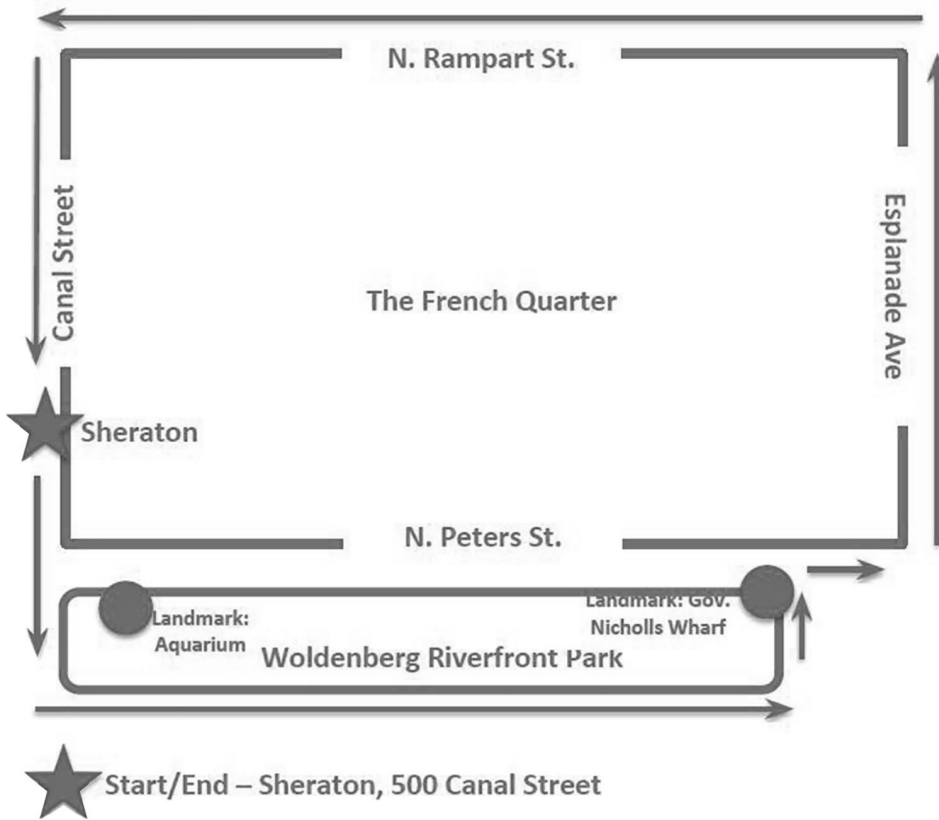 N. Rampart St.
Canal Street
Esplanade Ave
The French Quarter
Sheraton
N. Peters St.
Landmark:
Aquarium
Landmark: Gov.
Nicholls Wharf
Woldenberg Riverfront Park
Start/End – Sheraton, 500 Canal Street